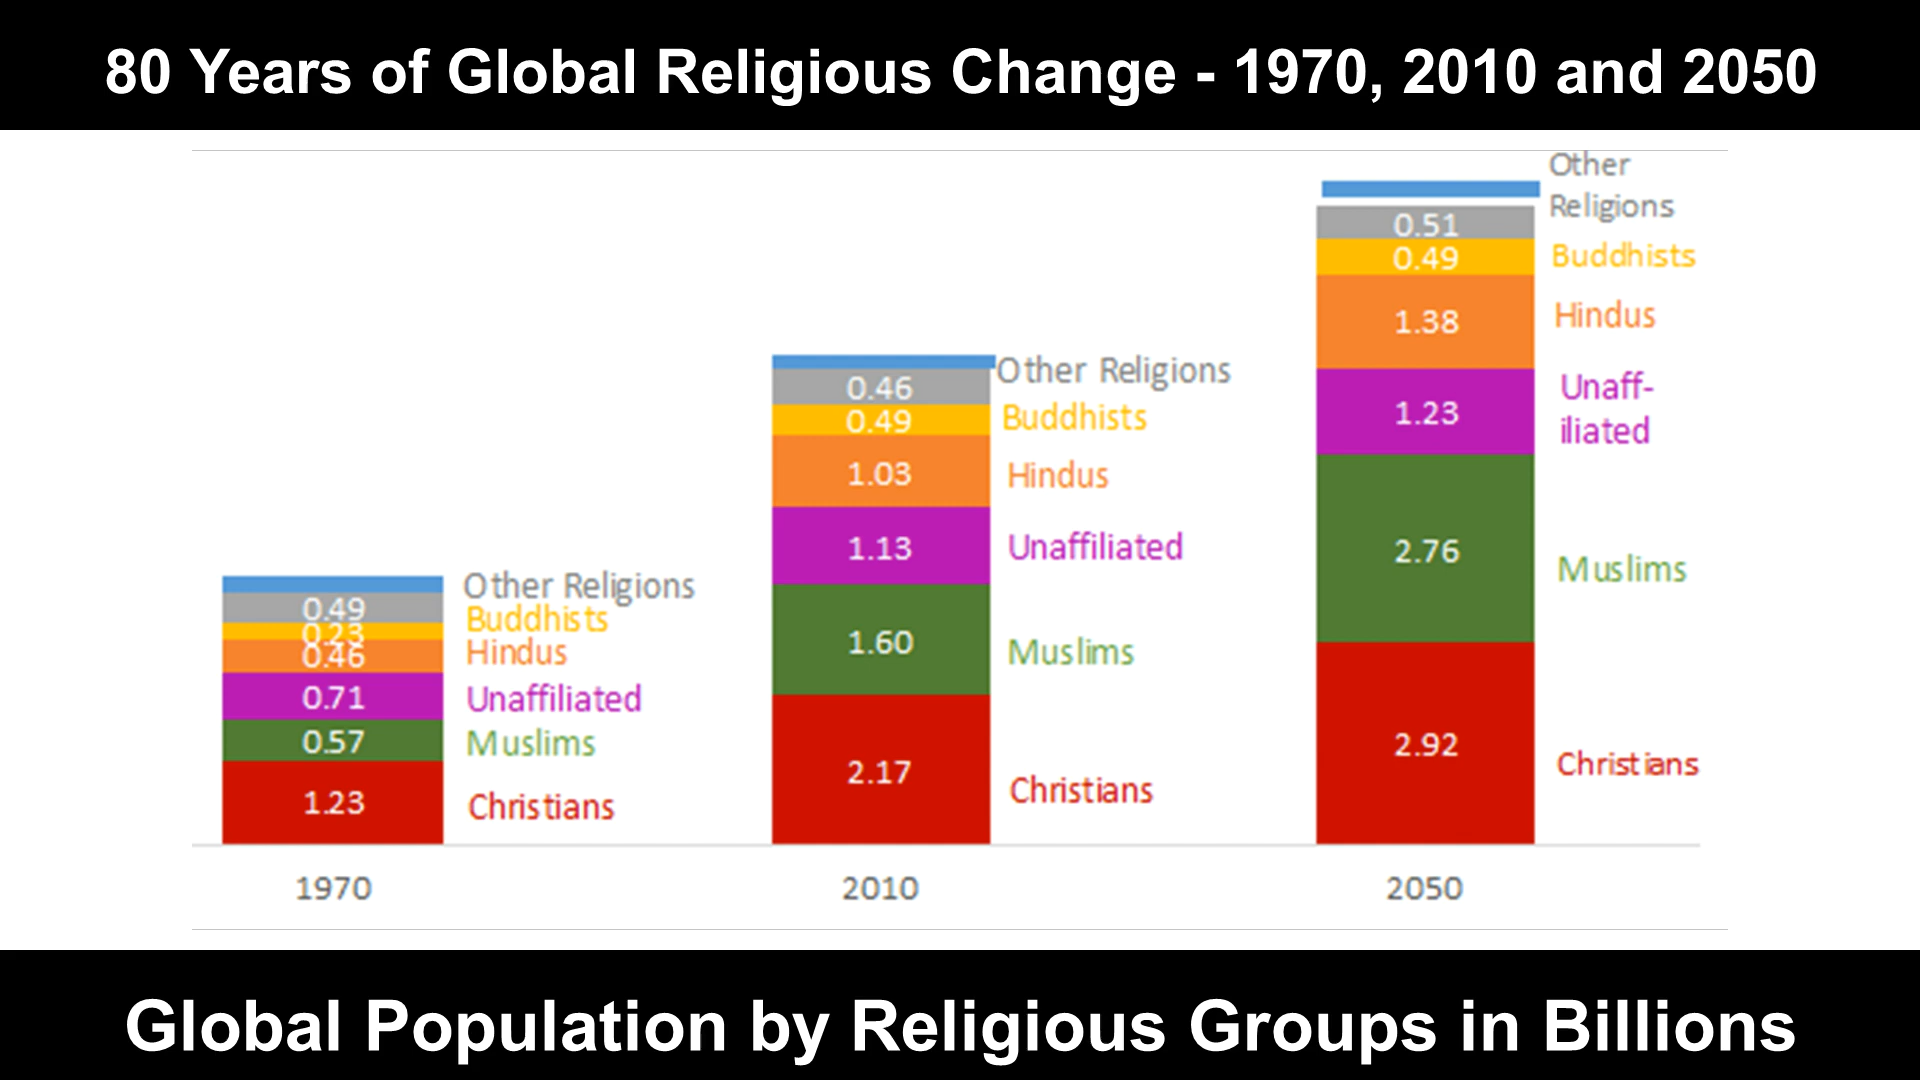 80 Years of Global Religious Change - 1970, 2010 and 2050
Other
Religions
0.51
0.49
Buddhists
1.38
Hindus
1.23
Unaff-
iliated
2.76
Muslims
2.92
Christians
Other Religions
0.46
0.49
Buddhists
1.03
Hindus
1.13
Unaffiliated
1.60
Muslims
2.17
Christians
Other Religions
0.49
0.23
Buddhists
0.46
Hindus
0.71
Unaffiliated
0.57
Muslims
1.23
Christians
1970
2010
2050
Global Population by Religious Groups in Billions